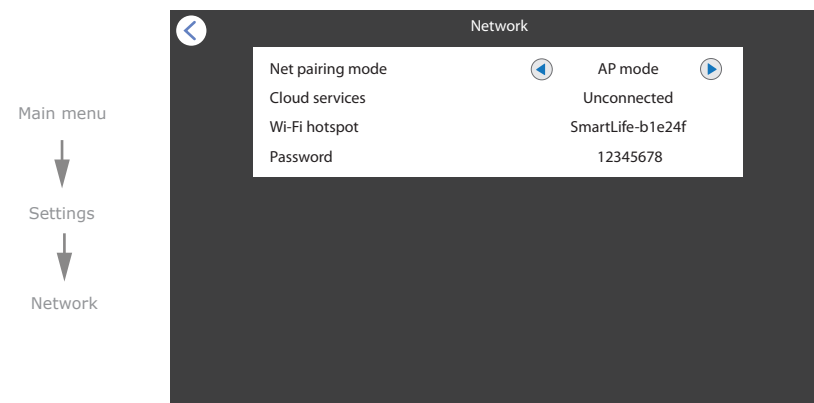 Main menu
Settings
Network
Network
Net pairing mode AP mode
Cloud services Unconnected
Wi-Fi hotspot SmartLife-b1e24f
Password 12345678